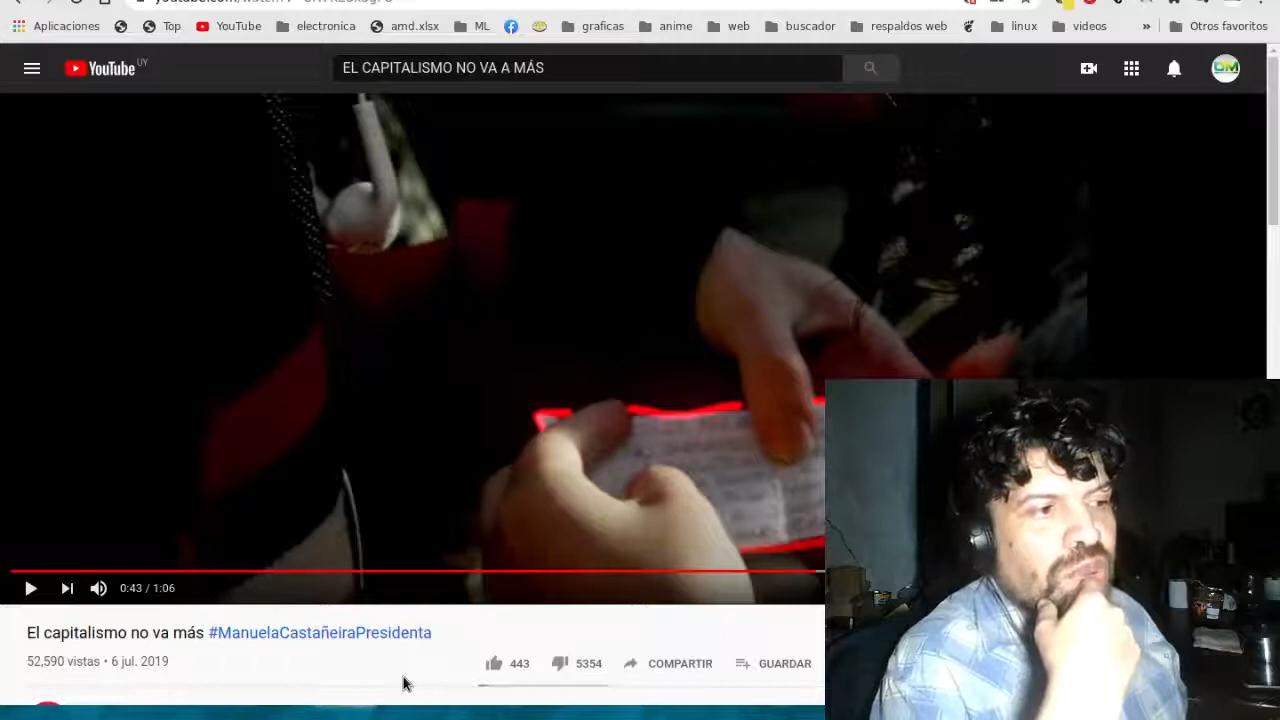 Aplicaciones
Top
YouTube
electronica
amd.xlsx
ML
graficas
anime
web
buscador
respaldos web
linux
videos
»
Otros favoritos
YouTube UY
EL CAPITALISMO NO VA A MÁS
0:43 / 1:06
El capitalismo no va más #ManuelaCastañeiraPresidenta
52,590 vistas • 6 jul. 2019
443
5354
COMPARTIR
GUARDAR